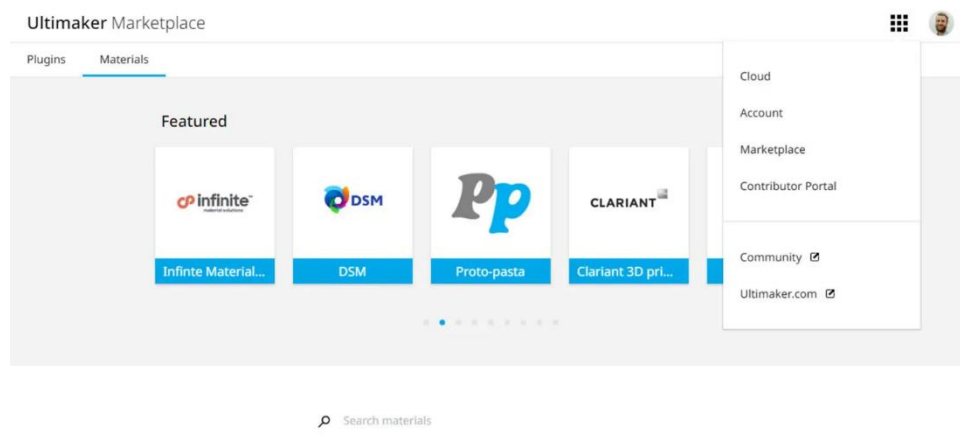 Ultimaker Marketplace
Plugins Materials
Cloud
Account
Marketplace
Contributor Portal
Community
Ultimaker.com
Featured
infinite™
DSM
Pp
CLARIANT
Infinte Material...
DSM
Proto-pasta
Clariant 3D pri...
Search materials